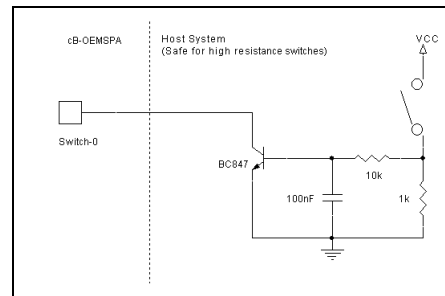 cB-OEMSPA
Host System
(Safe for high resistance switches)
VCC
Switch-0
BC847
10k
100nF
1k